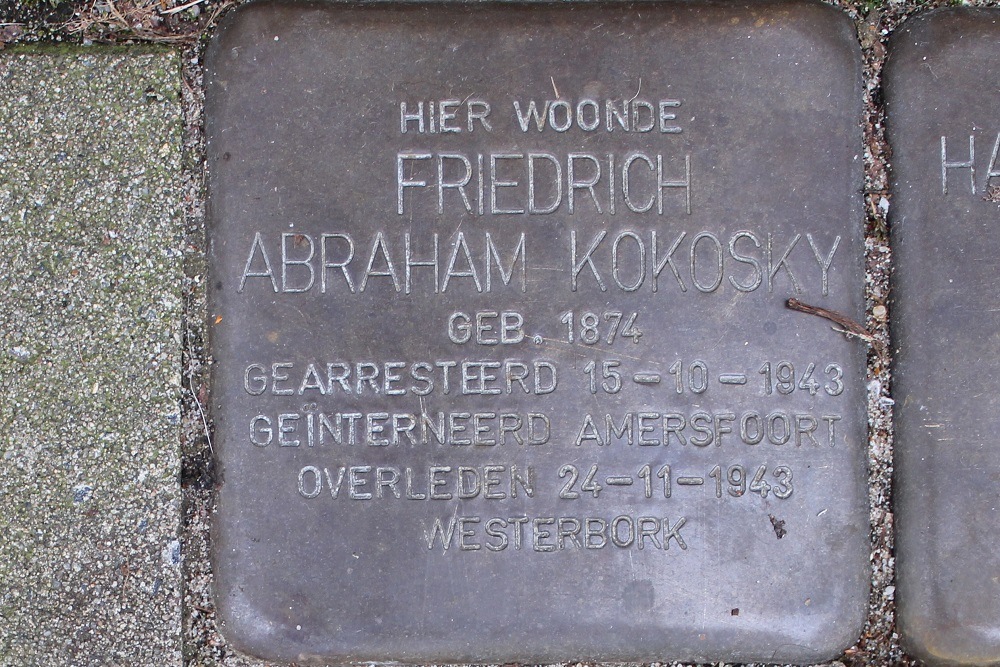 HIER WOONDE
FRIEDRICH
ABRAHAM KOKOSKY
GEB. 1874
GEARRESTEERD 15-10-1943
GEÏNTERNEERD AMERSFOORT
OVERLEDEN 24-11-1943
WESTERBORK